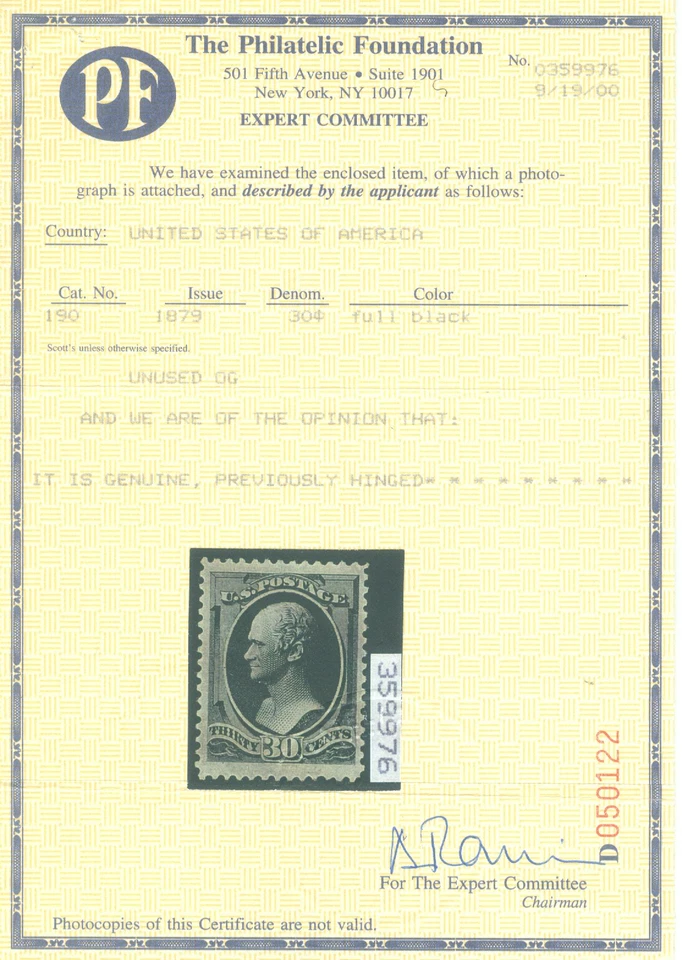 PF
The Philatelic Foundation
501 Fifth Avenue • Suite 1901
New York, NY 10017
EXPERT COMMITTEE
No. 0359976
9/19/00
We have examined the enclosed item, of which a photo-
graph is attached, and described by the applicant as follows:
Country: UNITED STATES OF AMERICA
Cat. No. Issue Denom. Color
190 1879 30¢ full black
Scott's unless otherwise specified.
UNUSED OG
AND WE ARE OF THE OPINION THAT:
IT IS GENUINE, PREVIOUSLY HINGED* * * * * * * * *
U.S. POSTAGE
THIRTY 30 CENTS
359976
D050122
For The Expert Committee
Chairman
Photocopies of this Certificate are not valid.